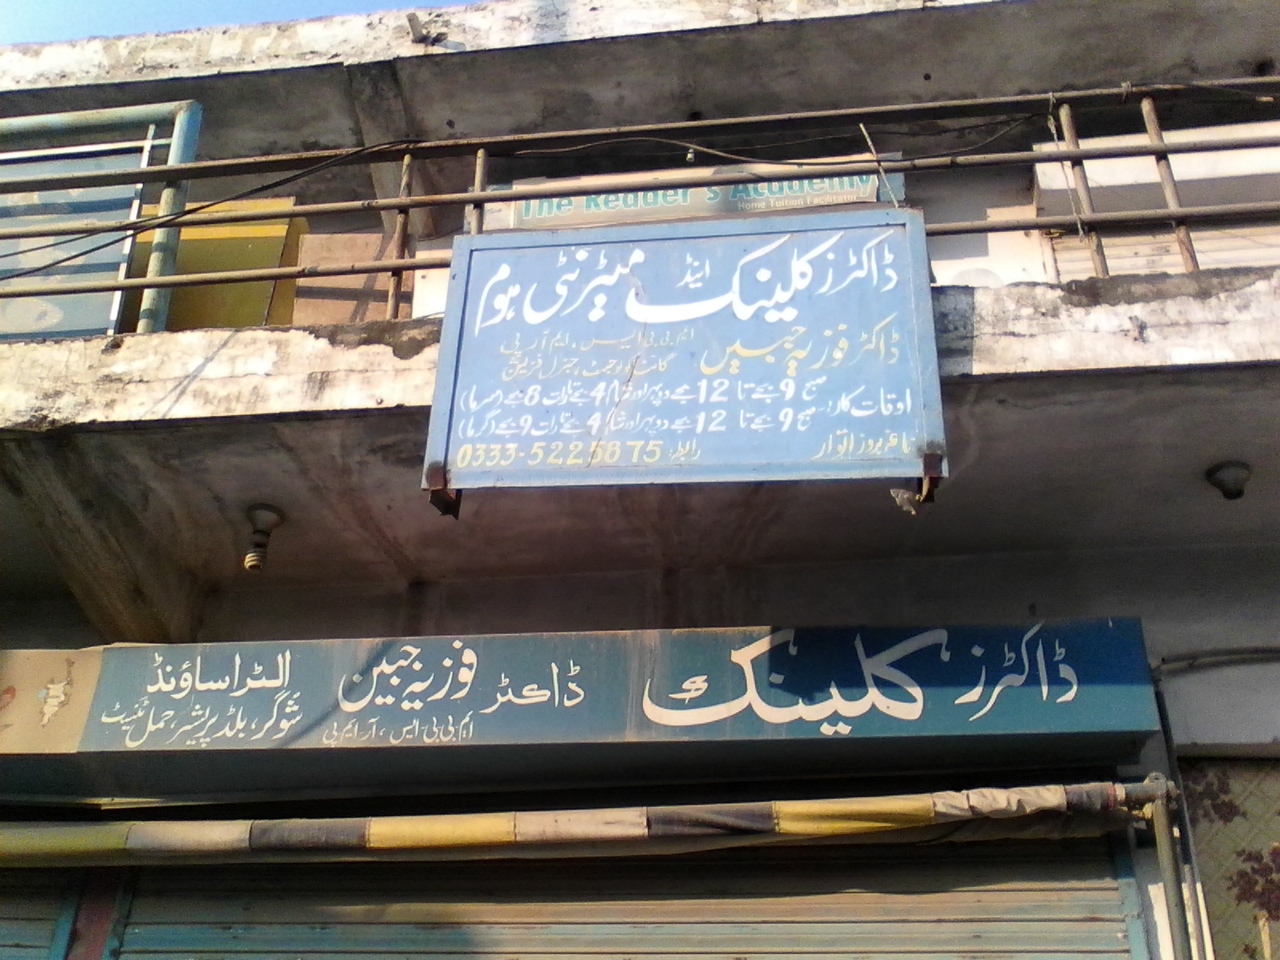 The Reader's Academy
Home Tuition Facilitator
ڈاکٹرز کلینک اینڈ میٹرنٹی ہوم
ڈاکٹر فوزیہ جبیں
ایم بی بی ایس ، ایم آر پی
گائناکولوجسٹ ، جنرل فزیشن
اوقات کار:- صبح 9 بجے تا 12 بجے دوپہر اور شام 4 بجے تا رات 8 بجے (سرما)
صبح 9 بجے تا 12 بجے دوپہر اور شام 4 بجے تا رات 9 بجے (گرما)
ناغہ بروز اتوار
رابطہ: 0333-5225875
ڈاکٹرز کلینک
ڈاکٹر فوزیہ جبین
ایم بی بی ایس ، آر ایم پی
الٹراساؤنڈ
شوگر، بلڈ پریشر، حمل ٹیسٹ